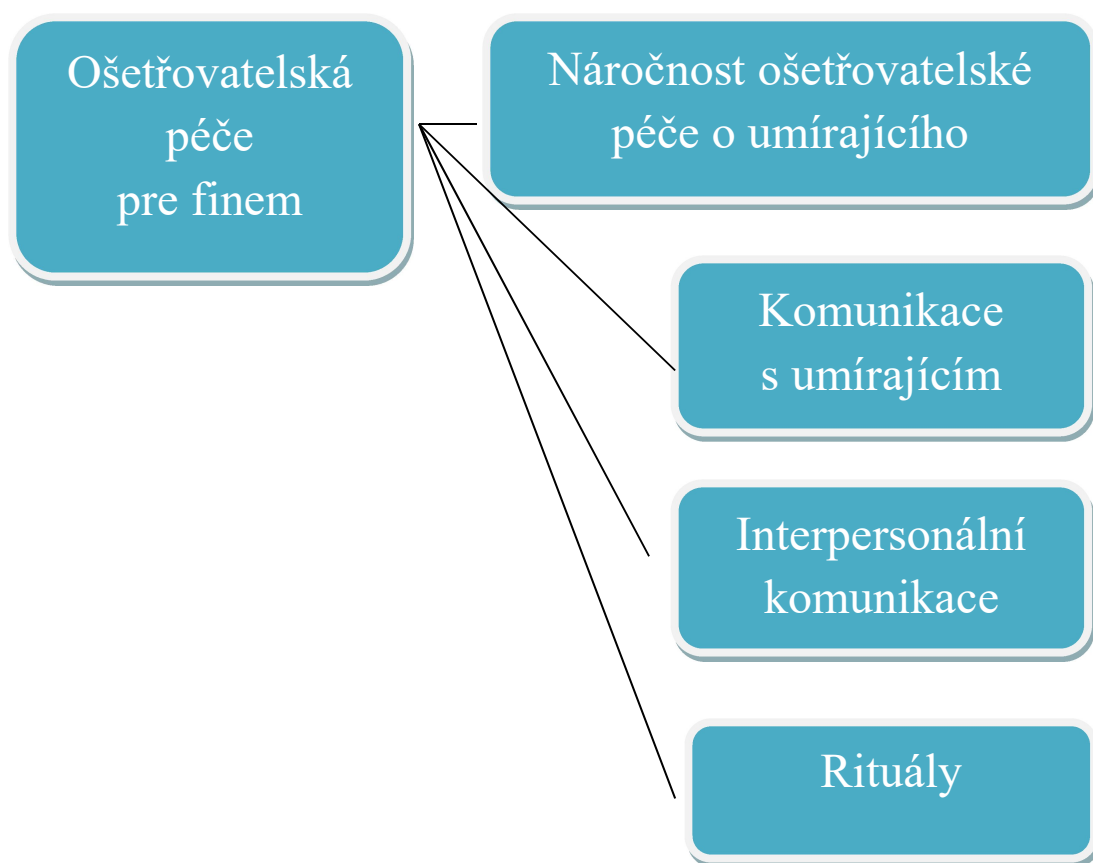 Ošetřovatelská
péče
pre finem
Náročnost ošetřovatelské
péče o umírajícího
Komunikace
s umírajícím
Interpersonální
komunikace
Rituály